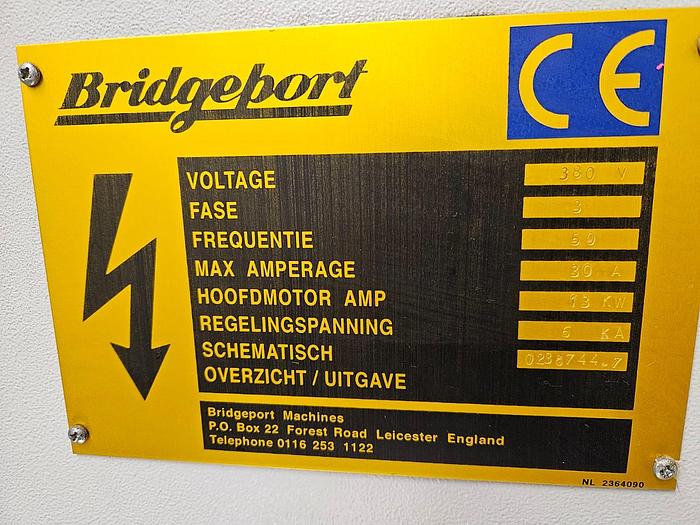 Bridgeport
CE
VOLTAGE 380 V
FASE 3
FREQUENTIE 50
MAX AMPERAGE 30 A
HOOFDMOTOR AMP 13 KW
REGELINGSPANNING 6 KA
SCHEMATISCH
OVERZICHT / UITGAVE
Bridgeport Machines
P.O. Box 22 Forest Road Leicester England
Telephone 0116 253 1122
NL 2364090